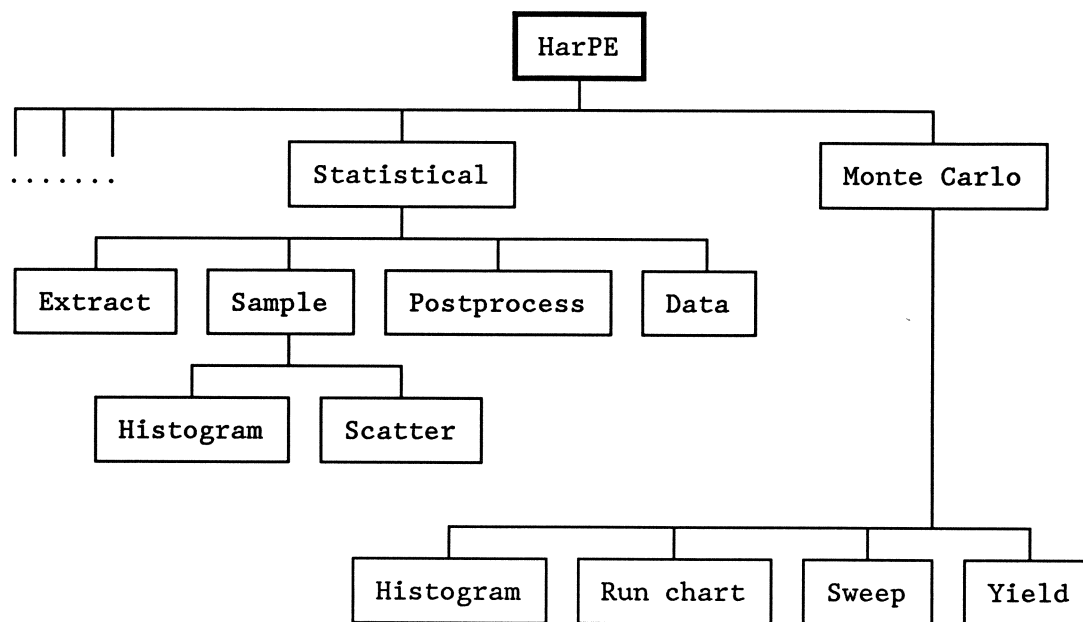 HarPE
.......
Statistical
Monte Carlo
Extract
Sample
Postprocess
Data
Histogram
Scatter
Histogram
Run chart
Sweep
Yield